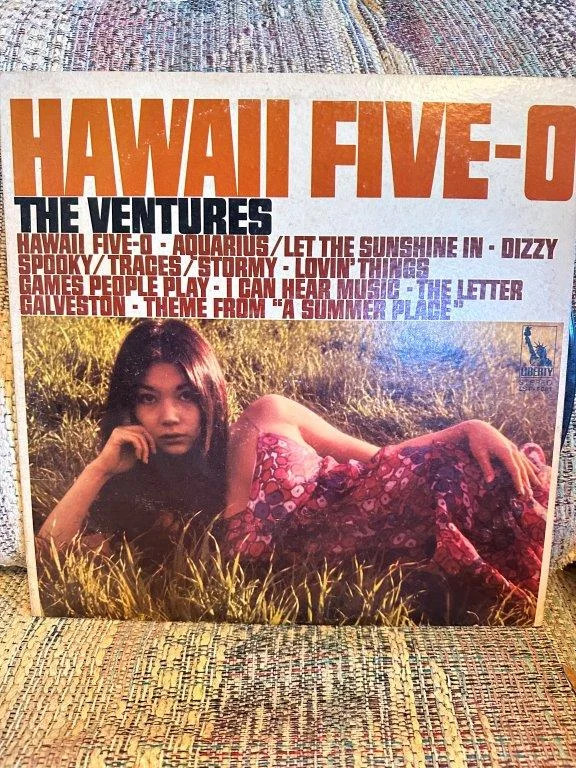 HAWAII FIVE-O
THE VENTURES
HAWAII FIVE-O - AQUARIUS/LET THE SUNSHINE IN - DIZZY
SPOOKY/TRACES/STORMY - LOVIN' THINGS
GAMES PEOPLE PLAY - I CAN HEAR MUSIC - THE LETTER
GALVESTON - THEME FROM "A SUMMER PLACE"
LIBERTY
STEREO